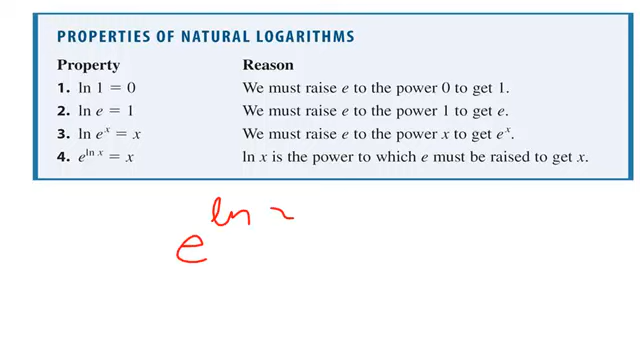 PROPERTIES OF NATURAL LOGARITHMS
Property Reason
1. ln 1 = 0 We must raise e to the power 0 to get 1.
2. ln e = 1 We must raise e to the power 1 to get e.
3. ln eˣ = x We must raise e to the power x to get eˣ.
4. e^(ln x) = x ln x is the power to which e must be raised to get x.
e^ln